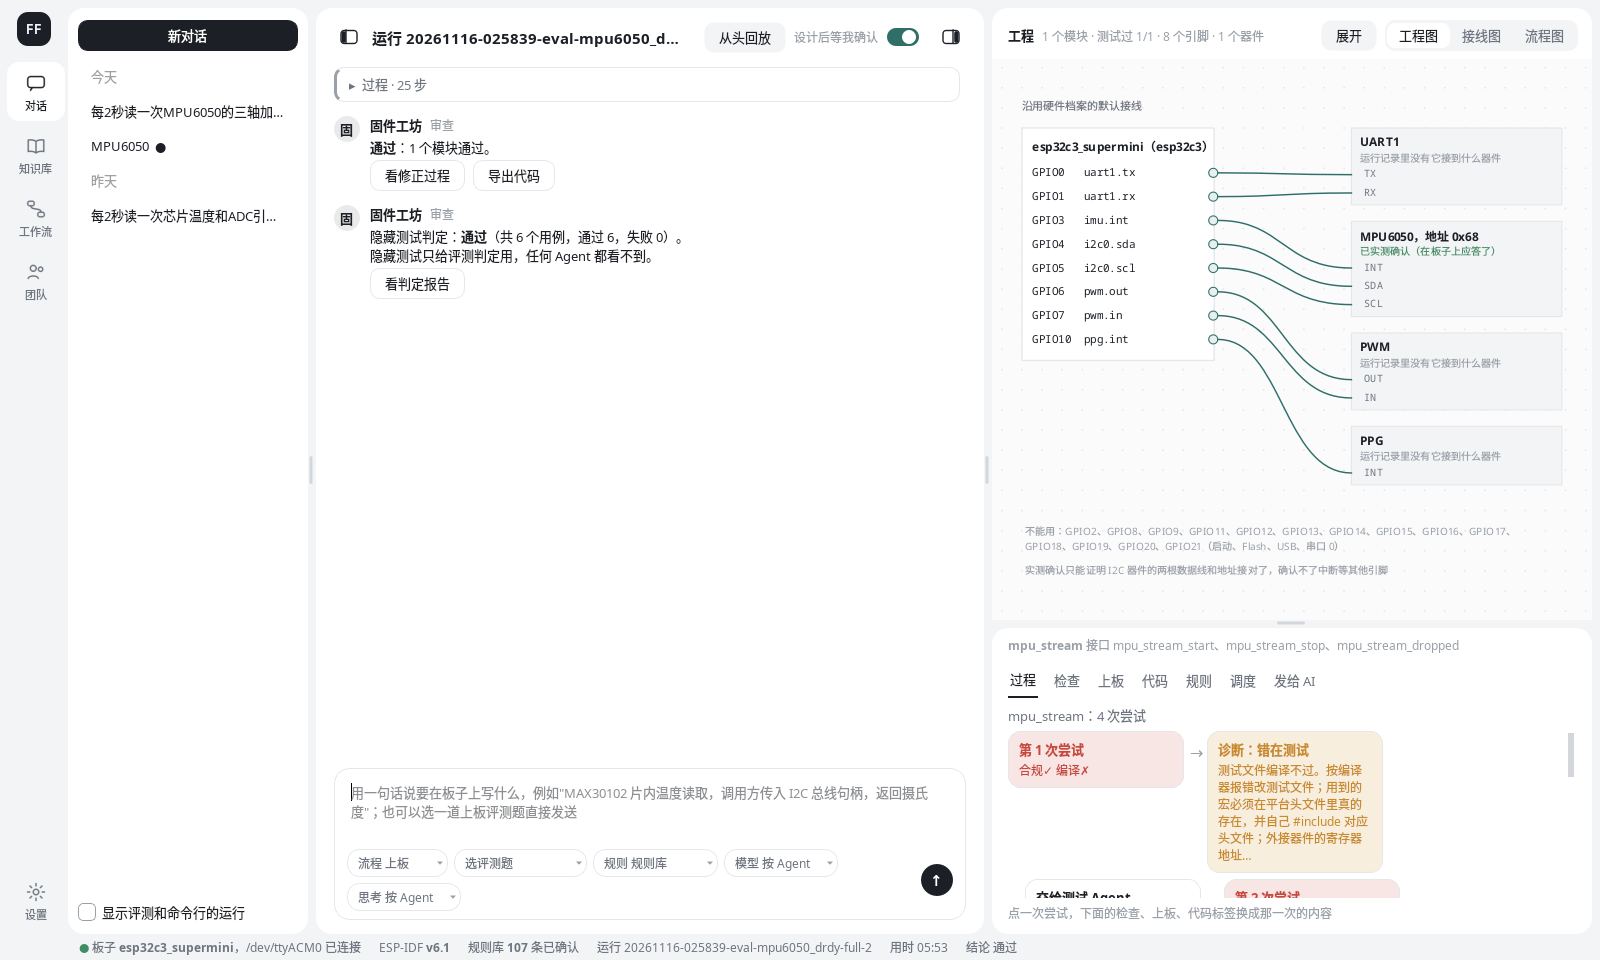 FF
对话
知识库
工作流
团队
设置
新对话
今天
每2秒读一次MPU6050的三轴加...
MPU6050 ●
昨天
每2秒读一次芯片温度和ADC引...
显示评测和命令行的运行
运行 20261116-025839-eval-mpu6050_d...
从头回放
设计后等我确认
▸ 过程 · 25 步
固 固件工坊 审查
通过：1 个模块通过。
看修正过程 导出代码
固 固件工坊 审查
隐藏测试判定：通过（共 6 个用例，通过 6，失败 0）。
隐藏测试只给评测判定用，任何 Agent 都看不到。
看判定报告
用一句话说要在板子上写什么，例如"MAX30102 片内温度读取，调用方传入 I2C 总线句柄，返回摄氏
度"；也可以选一道上板评测题直接发送
流程 上板 选评测题 规则 规则库 模型 按 Agent
思考 按 Agent
↑
工程 1 个模块 · 测试过 1/1 · 8 个引脚 · 1 个器件
展开 工程图 接线图 流程图
沿用硬件档案的默认接线
esp32c3_supermini（esp32c3）
GPIO0 uart1.tx
GPIO1 uart1.rx
GPIO3 imu.int
GPIO4 i2c0.sda
GPIO5 i2c0.scl
GPIO6 pwm.out
GPIO7 pwm.in
GPIO10 ppg.int
UART1
运行记录里没有它接到什么器件
TX
RX
MPU6050，地址 0x68
已实测确认（在板子上应答了）
INT
SDA
SCL
PWM
运行记录里没有它接到什么器件
OUT
IN
PPG
运行记录里没有它接到什么器件
INT
不能用：GPIO2、GPIO8、GPIO9、GPIO11、GPIO12、GPIO13、GPIO14、GPIO15、GPIO16、GPIO17、
GPIO18、GPIO19、GPIO20、GPIO21（启动、Flash、USB、串口 0）
实测确认只能证明 I2C 器件的两根数据线和地址接对了，确认不了中断等其他引脚
mpu_stream 接口 mpu_stream_start、mpu_stream_stop、mpu_stream_dropped
过程 检查 上板 代码 规则 调度 发给 AI
mpu_stream：4 次尝试
第 1 次尝试
合规✓ 编译✗
→
诊断：错在测试
测试文件编译不过。按编译
器报错改测试文件；用到的
宏必须在平台头文件里真的
存在，并自己 #include 对应
头文件；外接器件的寄存器
地址...
交给测试 Agent
第 2 次尝试
点一次尝试，下面的检查、上板、代码标签换成那一次的内容
● 板子 esp32c3_supermini，/dev/ttyACM0 已连接 ESP-IDF v6.1 规则库 107 条已确认 运行 20261116-025839-eval-mpu6050_drdy-full-2 用时 05:53 结论 通过